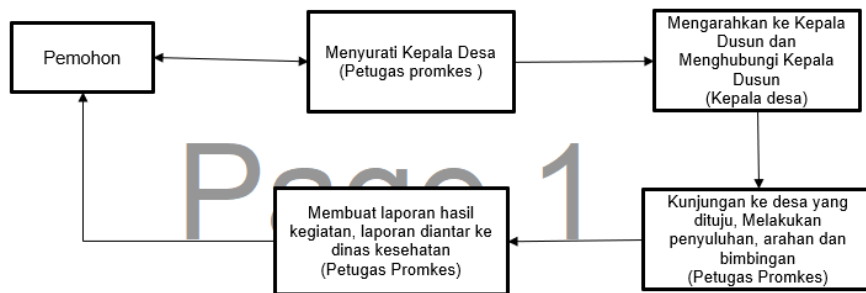 Pemohon
Menyurati Kepala Desa
(Petugas promkes )
Mengarahkan ke Kepala
Dusun dan
Menghubungi Kepala
Dusun
(Kepala desa)
Kunjungan ke desa yang
dituju, Melakukan
penyuluhan, arahan dan
bimbingan
(Petugas Promkes)
Membuat laporan hasil
kegiatan, laporan diantar ke
dinas kesehatan
(Petugas Promkes)
Page 1